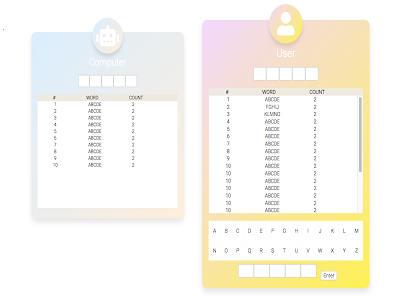 Computer
# WORD COUNT
1 ABCDE 2
2 ABCDE 2
3 ABCDE 2
4 ABCDE 2
5 ABCDE 2
6 ABCDE 2
7 ABCDE 2
8 ABCDE 2
9 ABCDE 2
10 ABCDE 2
User
# WORD COUNT
1 ABCDE 2
2 FGHIJ 2
3 KLMNO 2
4 ABCDE 2
5 ABCDE 2
6 ABCDE 2
7 ABCDE 2
8 ABCDE 2
9 ABCDE 2
10 ABCDE 2
10 ABCDE 2
10 ABCDE 2
10 ABCDE 2
10 ABCDE 2
10 ABCDE 2
10 ABCDE 2
A B C D E F G H I J K L M
N O P Q R S T U V W X Y Z
Enter